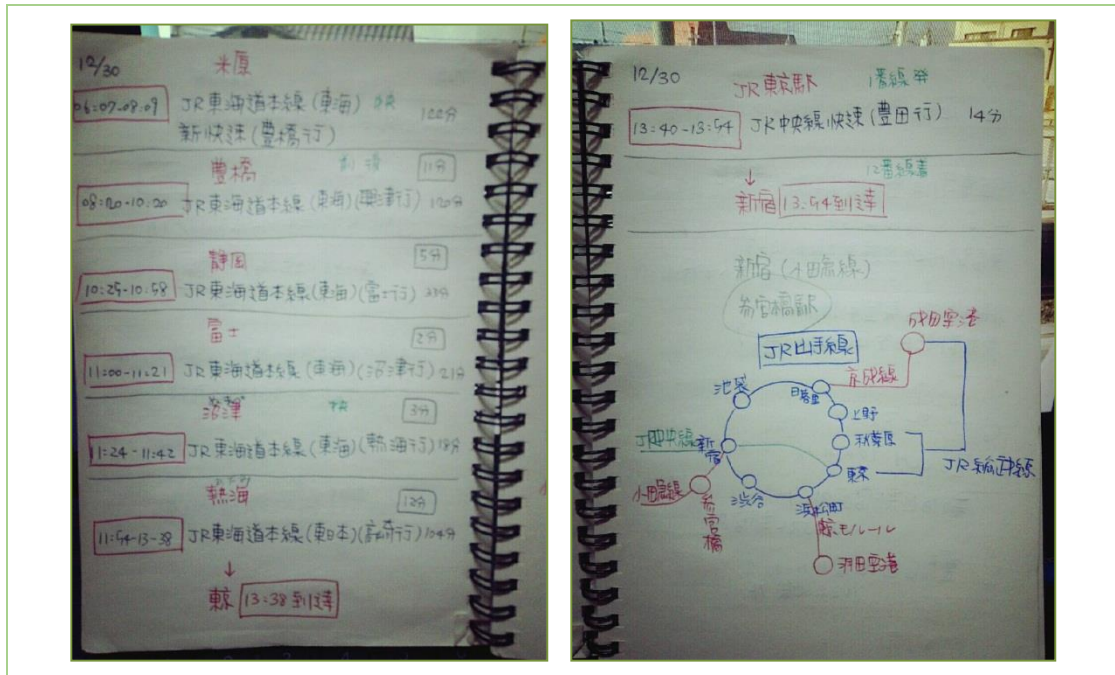 12/30
米原
06:07-08:09 JR東海道本線(東海) 快 122分
新快速(豊橋行)
豊橋 11分
08:20-10:20 JR東海道本線(東海)(興津行) 120分
静岡 5分
10:25-10:58 JR東海道本線(東海)(富士行) 33分
富士 2分
11:00-11:21 JR東海道本線(東海)(沼津行) 21分
沼津 快 3分
11:24-11:42 JR東海道本線(東海)(熱海行) 18分
熱海 12分
11:54-13-38 JR東海道本線(東日本)(行) 104分
↓
東京 13:38到達
12/30
JR東京駅 1番線発
13:40-13:54 JR中央線快速(豊田行) 14分
12番線着
↓
新宿 13:54到達
新宿(小田急線)
参宮橋駅
成田空港
JR山手線
京成線
池袋
日暮里
上野
JR中央線
新宿
秋葉原
東京
JR総武線
小田急線
参宮橋
渋谷
浜松町
東京モノレール
羽田空港